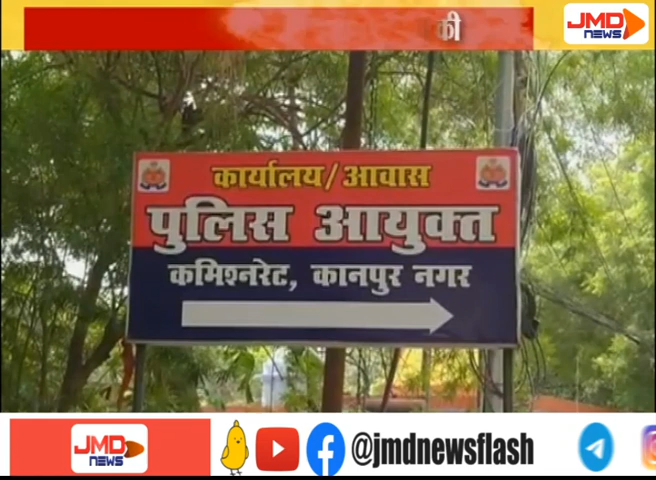 की
JMD
NEWS
कार्यालय/आवास
पुलिस आयुक्त
कमिश्नरेट, कानपुर नगर
JMD
NEWS
@jmdnewsflash